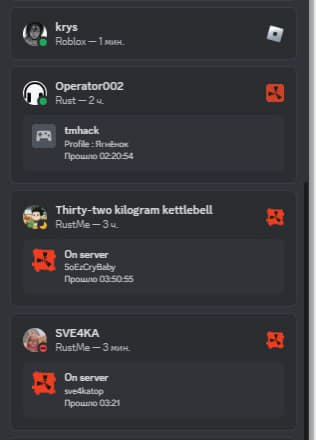 krys
Roblox — 1 мин.
Operator002
Rust — 2 ч.
tmhack
Profile : Ягнёнок
Прошло 02:20:54
Thirty-two kilogram kettlebell
RustMe — 3 ч.
On server
SoEzCryBaby
Прошло 03:50:55
SVE4KA
RustMe — 3 мин.
On server
sve4katop
Прошло 03:21